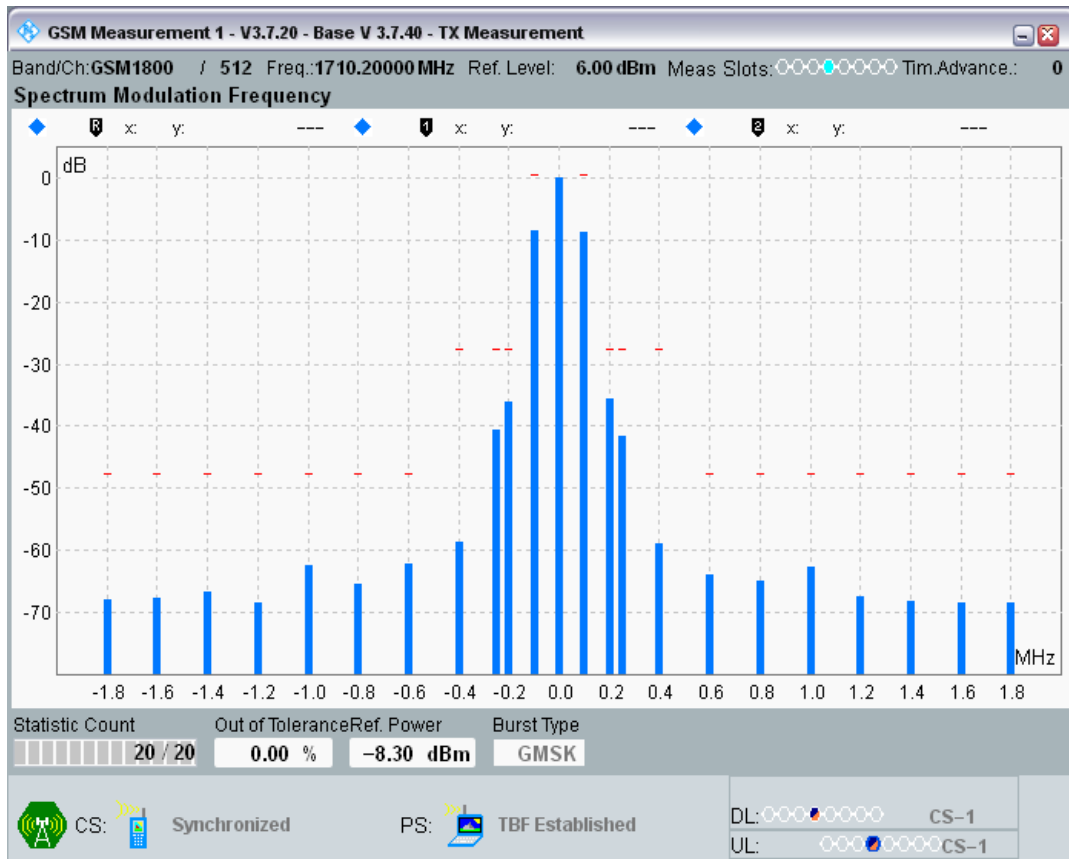 GSM Measurement 1 - V3.7.20 - Base V 3.7.40 - TX Measurement
Band/Ch:GSM1800 / 512 Freq.:1710.20000 MHz Ref. Level: 6.00 dBm Meas Slots: Tim.Advance.: 0
Spectrum Modulation Frequency
R x: y: --- 1 x: y: --- 2 x: y: ---
dB
0
-10
-20
-30
-40
-50
-60
-70
MHz
-1.8 -1.6 -1.4 -1.2 -1.0 -0.8 -0.6 -0.4 -0.2 0.0 0.2 0.4 0.6 0.8 1.0 1.2 1.4 1.6 1.8
Statistic Count Out of Tolerance Ref. Power Burst Type
20 / 20 0.00 % −8.30 dBm GMSK
CS: Synchronized PS: TBF Established DL: CS−1
UL: CS−1